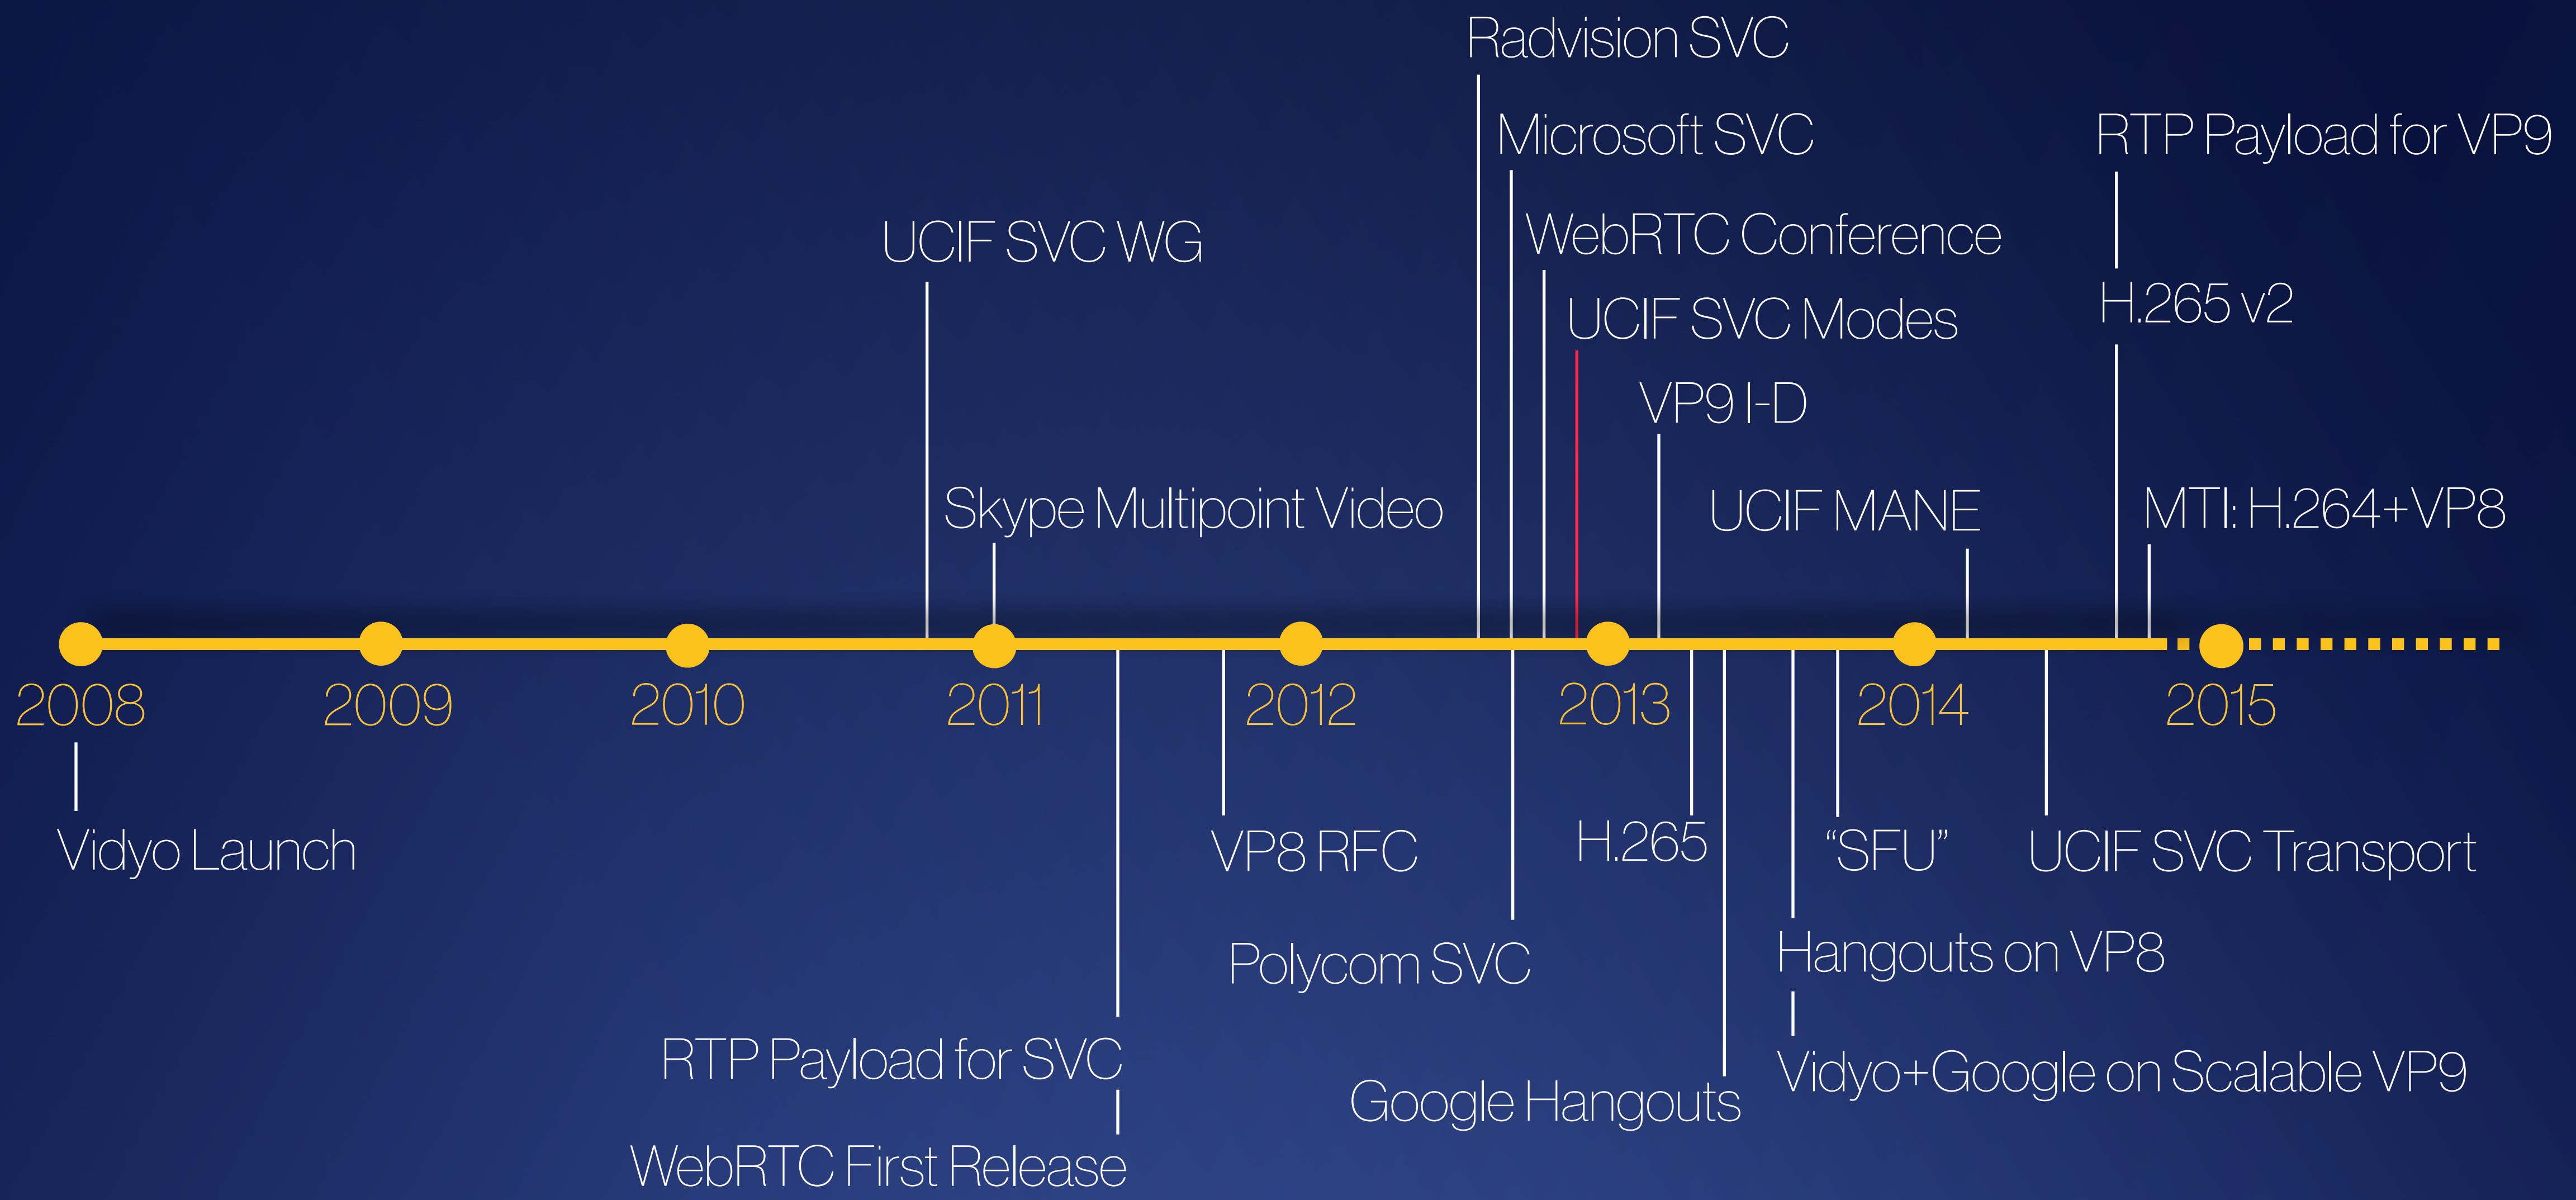 Radvision SVC
Microsoft SVC
RTP Payload for VP9
WebRTC Conference
UCIF SVC WG
H.265 v2
UCIF SVC Modes
VP9 I-D
Skype Multipoint Video
UCIF MANE
MTI: H.264+VP8
2008
2009
2010
2011
2012
2013
2014
2015
Vidyo Launch
VP8 RFC
H.265
“SFU”
UCIF SVC Transport
Polycom SVC
Hangouts on VP8
RTP Payload for SVC
Vidyo+Google on Scalable VP9
Google Hangouts
WebRTC First Release